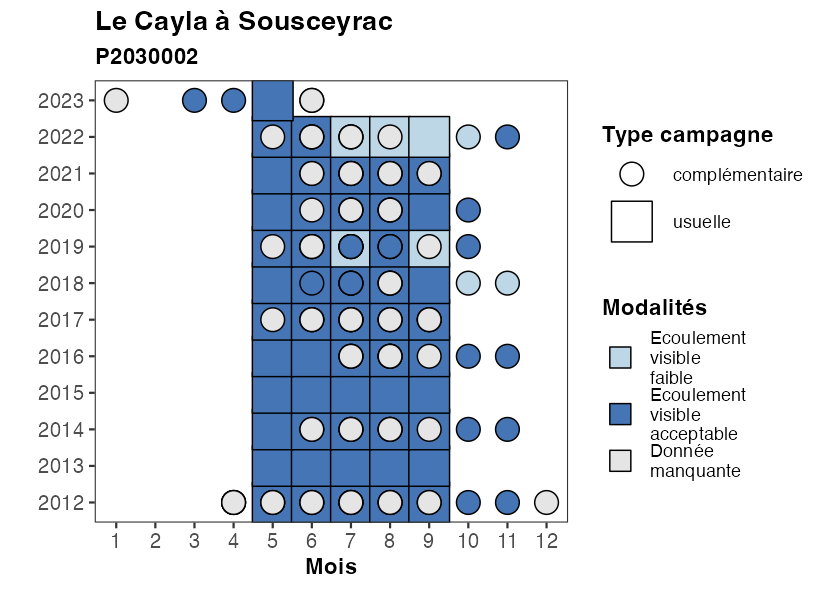 Le Cayla à Sousceyrac
P2030002
2023
2022
2021
2020
2019
2018
2017
2016
2015
2014
2013
2012
1 2 3 4 5 6 7 8 9 10 11 12
Mois
Type campagne
complémentaire
usuelle
Modalités
Ecoulement
visible
faible
Ecoulement
visible
acceptable
Donnée
manquante